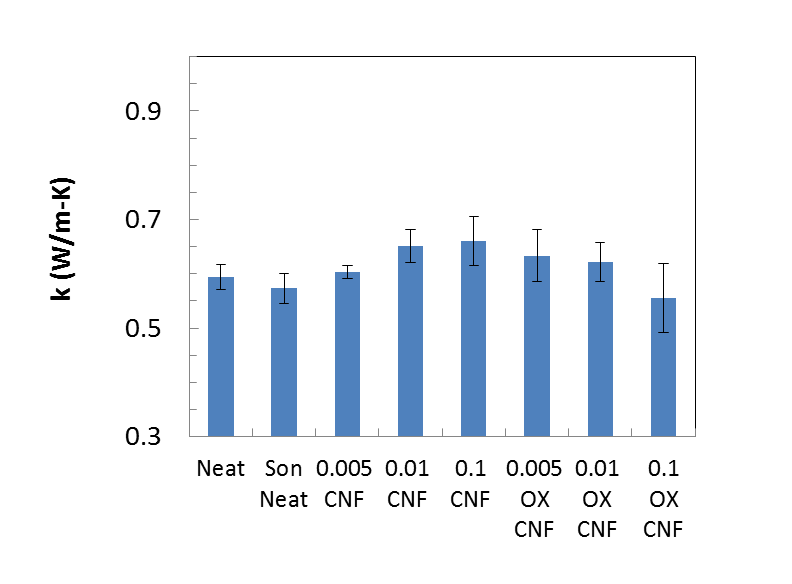 0.9
0.7
0.5
0.3
k (W/m-K)
Neat
Son
Neat
0.005
CNF
0.01
CNF
0.1
CNF
0.005
OX
CNF
0.01
OX
CNF
0.1
OX
CNF